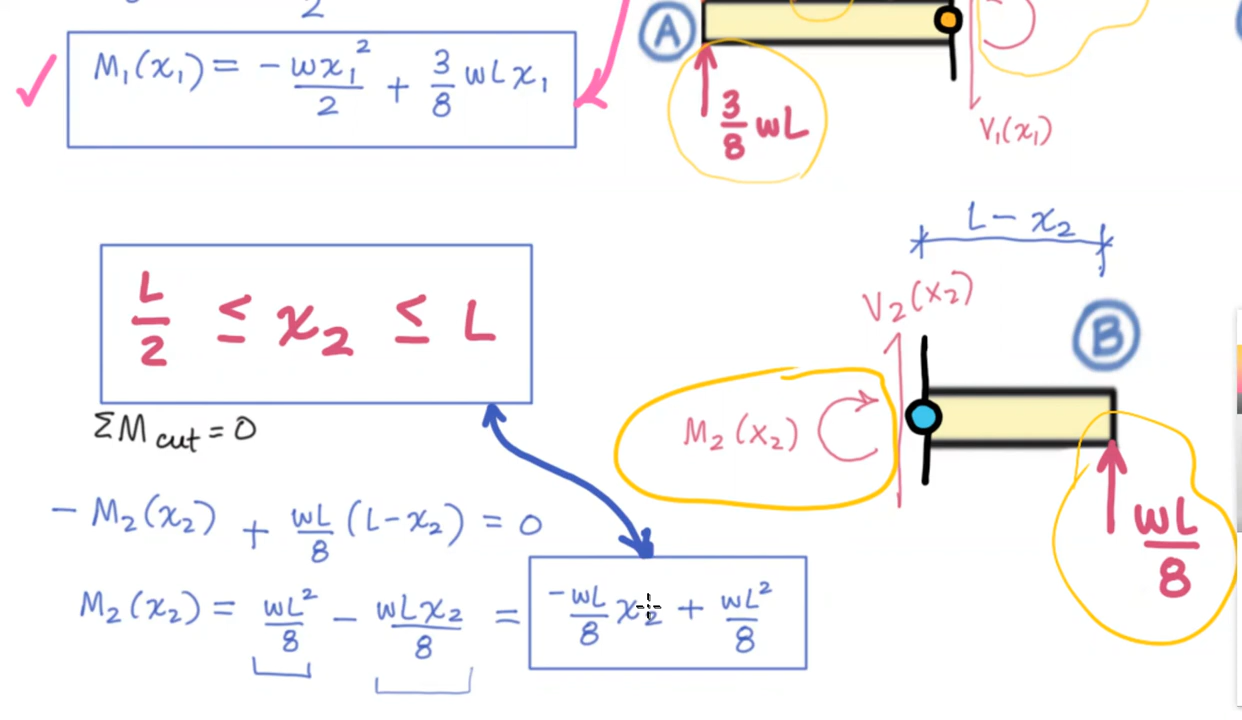 2
M₁(x₁) = -wx₁²/2 + 3/8 wLx₁
A
3/8 wL
V₁(x₁)
L/2 ≤ x₂ ≤ L
L - x₂
V₂(x₂)
B
M₂(x₂)
wL/8
ΣM cut = 0
- M₂(x₂) + wL/8 (L-x₂) = 0
M₂(x₂) = wL²/8 - wLx₂/8 = -wL/8 x₂ + wL²/8